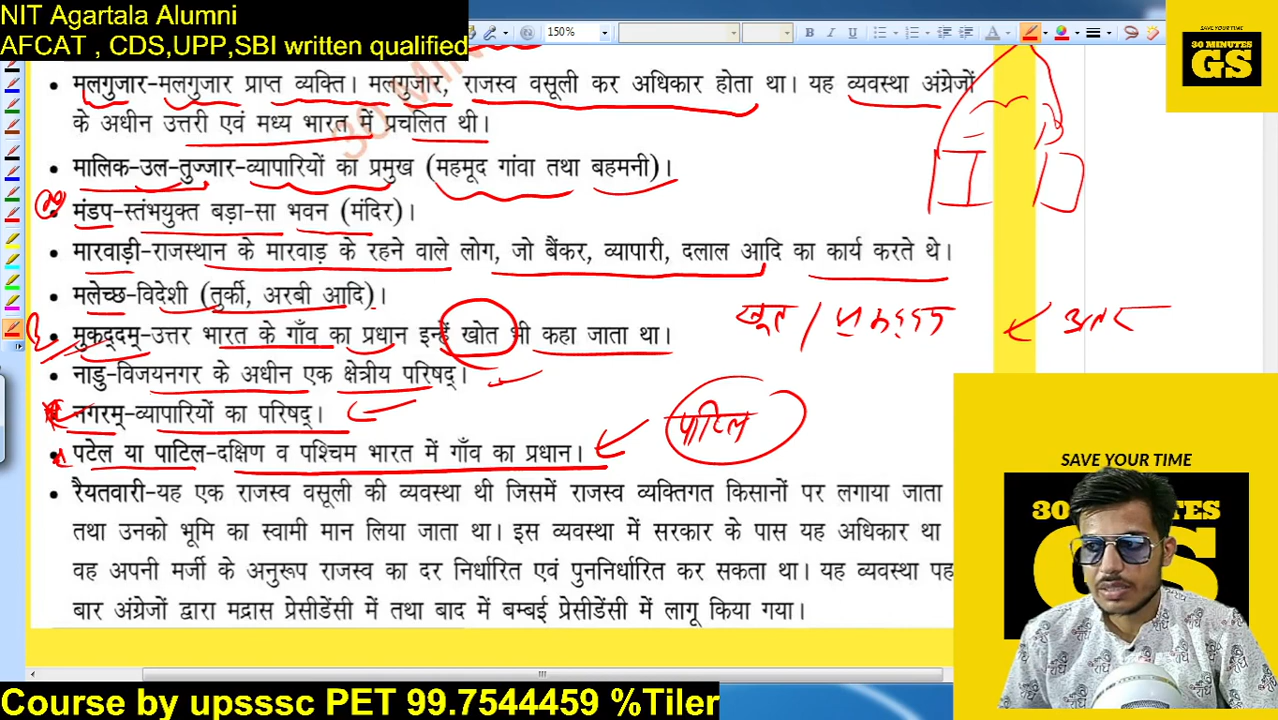 NIT Agartala Alumni
AFCAT , CDS,UPP,SBI written qualified
150%
B I U
SAVE YOUR TIME
30 MINUTES
GS
• मलगुजार-मलगुजार प्राप्त व्यक्ति। मलगुजार, राजस्व वसूली कर अधिकार होता था। यह व्यवस्था अंग्रेजों
के अधीन उत्तरी एवं मध्य भारत में प्रचलित थी।
• मालिक-उल-तुज्जार-व्यापारियों का प्रमुख (महमूद गांवा तथा बहमनी)।
• मंडप-स्तंभयुक्त बड़ा-सा भवन (मंदिर)।
• मारवाड़ी-राजस्थान के मारवाड़ के रहने वाले लोग, जो बैंकर, व्यापारी, दलाल आदि का कार्य करते थे।
• मलेच्छ-विदेशी (तुर्की, अरबी आदि)।
• मुकद्दम्-उत्तर भारत के गाँव का प्रधान इन्हें खोत भी कहा जाता था।
खूत / मुकद्दम
• नाडु-विजयनगर के अधीन एक क्षेत्रीय परिषद्।
• नगरम्-व्यापारियों का परिषद्।
पाटिल
• पटेल या पाटिल-दक्षिण व पश्चिम भारत में गाँव का प्रधान।
• रैयतवारी-यह एक राजस्व वसूली की व्यवस्था थी जिसमें राजस्व व्यक्तिगत किसानों पर लगाया जाता
तथा उनको भूमि का स्वामी मान लिया जाता था। इस व्यवस्था में सरकार के पास यह अधिकार था
वह अपनी मर्जी के अनुरूप राजस्व का दर निर्धारित एवं पुननिर्धारित कर सकता था। यह व्यवस्था पह
बार अंग्रेजों द्वारा मद्रास प्रेसीडेंसी में तथा बाद में बम्बई प्रेसीडेंसी में लागू किया गया।
SAVE YOUR TIME
Course by upsssc PET 99.7544459 %Tiler